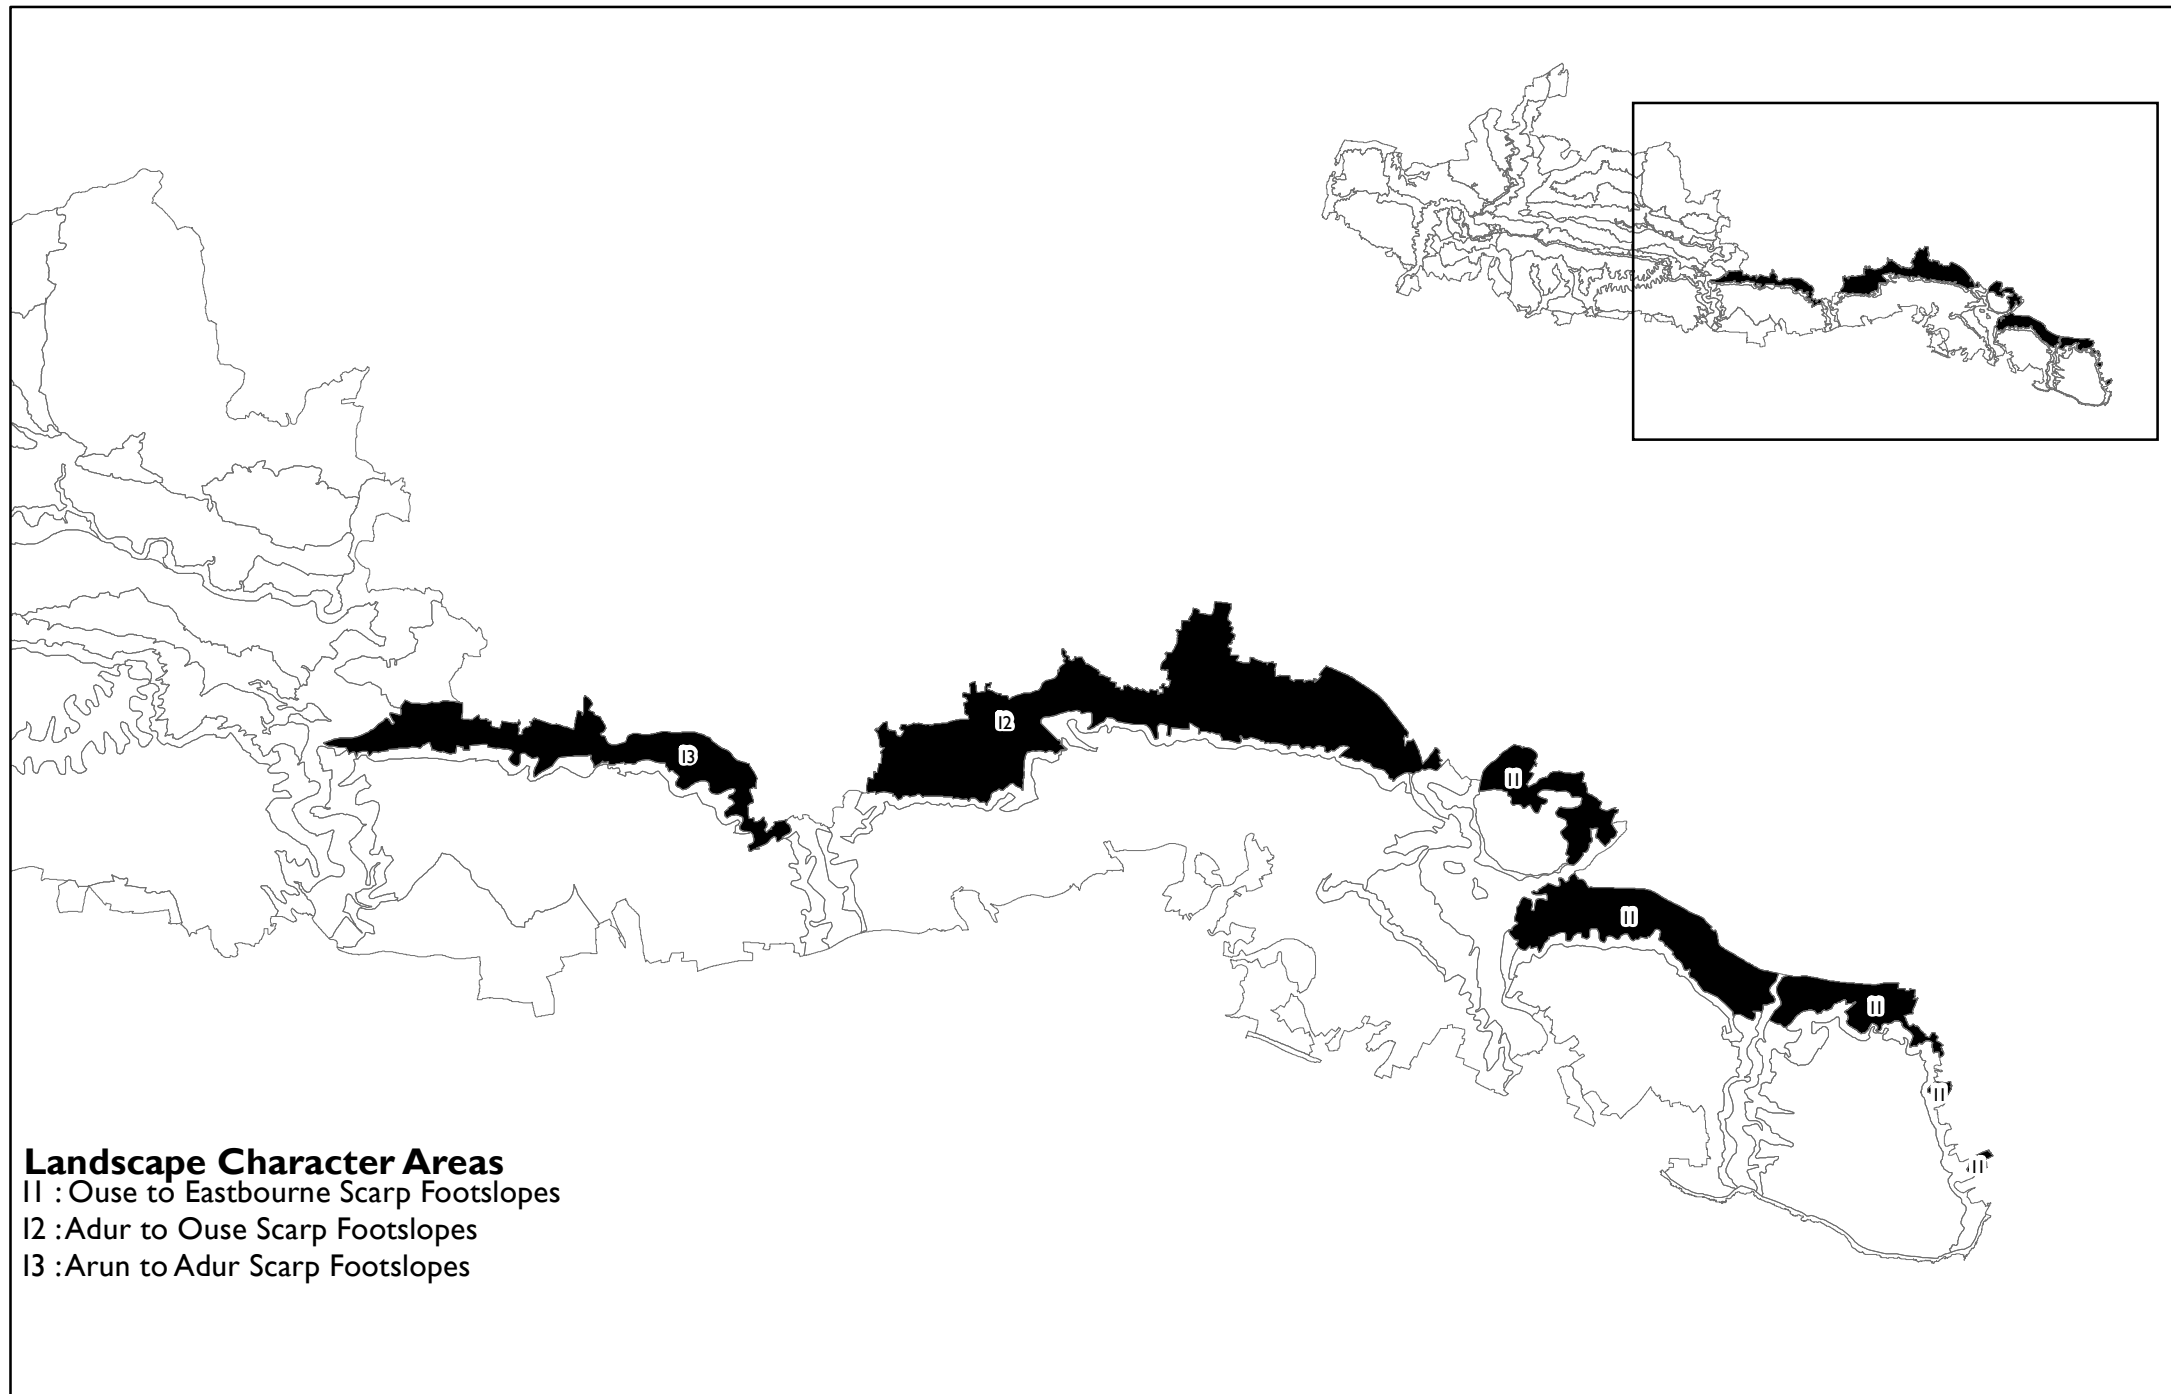 I2
I3
I1
I1
I1
I1
I1
Landscape Character Areas
I1 : Ouse to Eastbourne Scarp Footslopes
I2 : Adur to Ouse Scarp Footslopes
I3 : Arun to Adur Scarp Footslopes